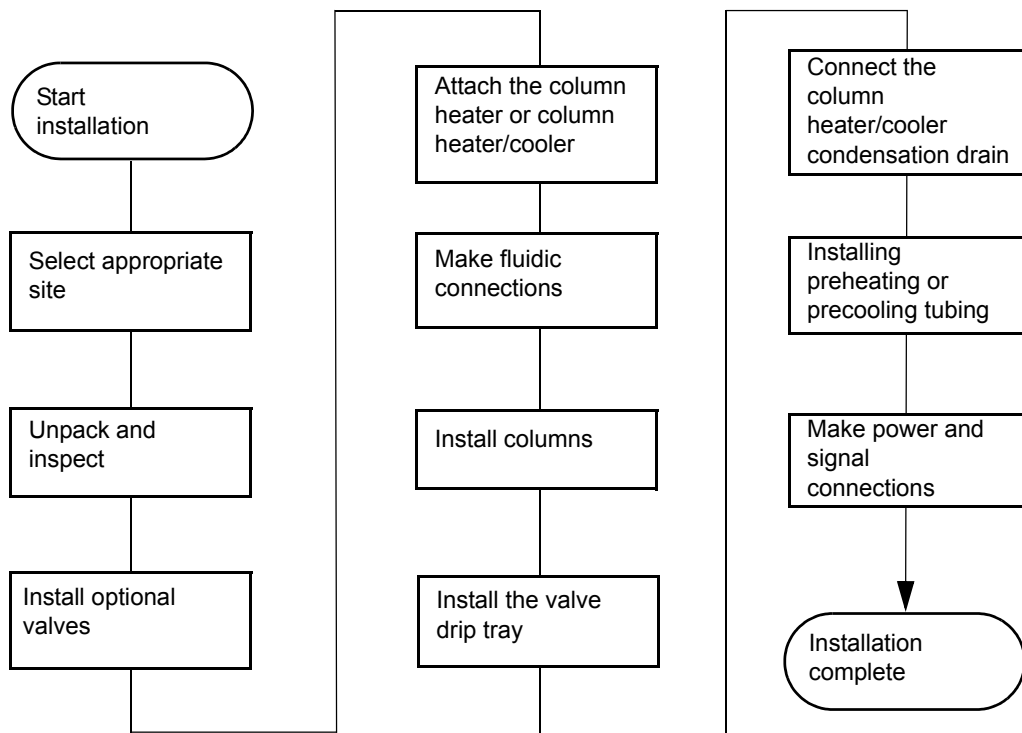 Start
installation
Select appropriate
site
Unpack and
inspect
Install optional
valves
Attach the column
heater or column
heater/cooler
Make fluidic
connections
Install columns
Install the valve
drip tray
Connect the
column
heater/cooler
condensation drain
Installing
preheating or
precooling tubing
Make power and
signal
connections
Installation
complete